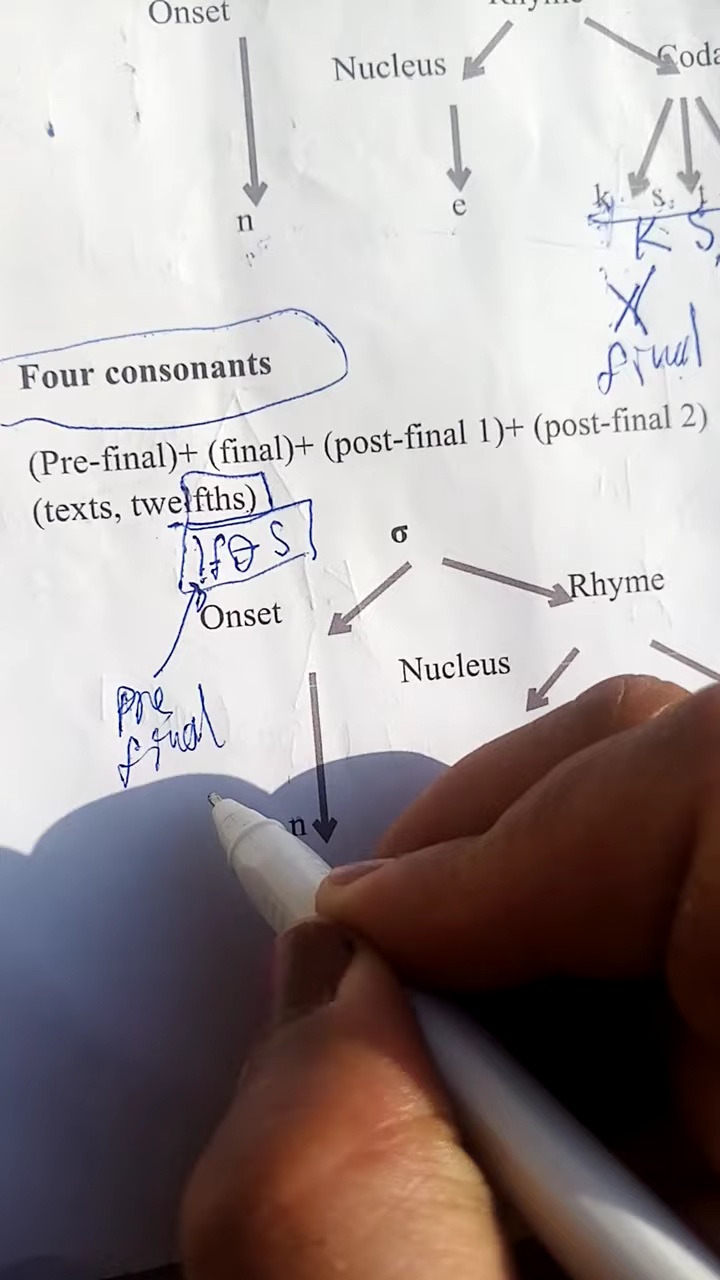 Onset
Nucleus
Coda
n
e
k s t
K S
X
final
Four consonants
(Pre-final)+ (final)+ (post-final 1)+ (post-final 2)
(texts, twelfths)
lfθs
σ
Onset
Rhyme
Nucleus
pre
final
n